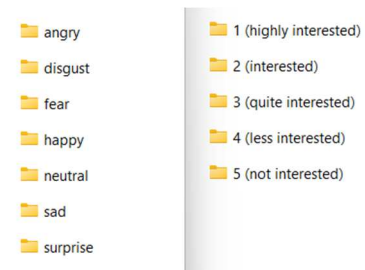 angry
disgust
fear
happy
neutral
sad
surprise
1 (highly interested)
2 (interested)
3 (quite interested)
4 (less interested)
5 (not interested)